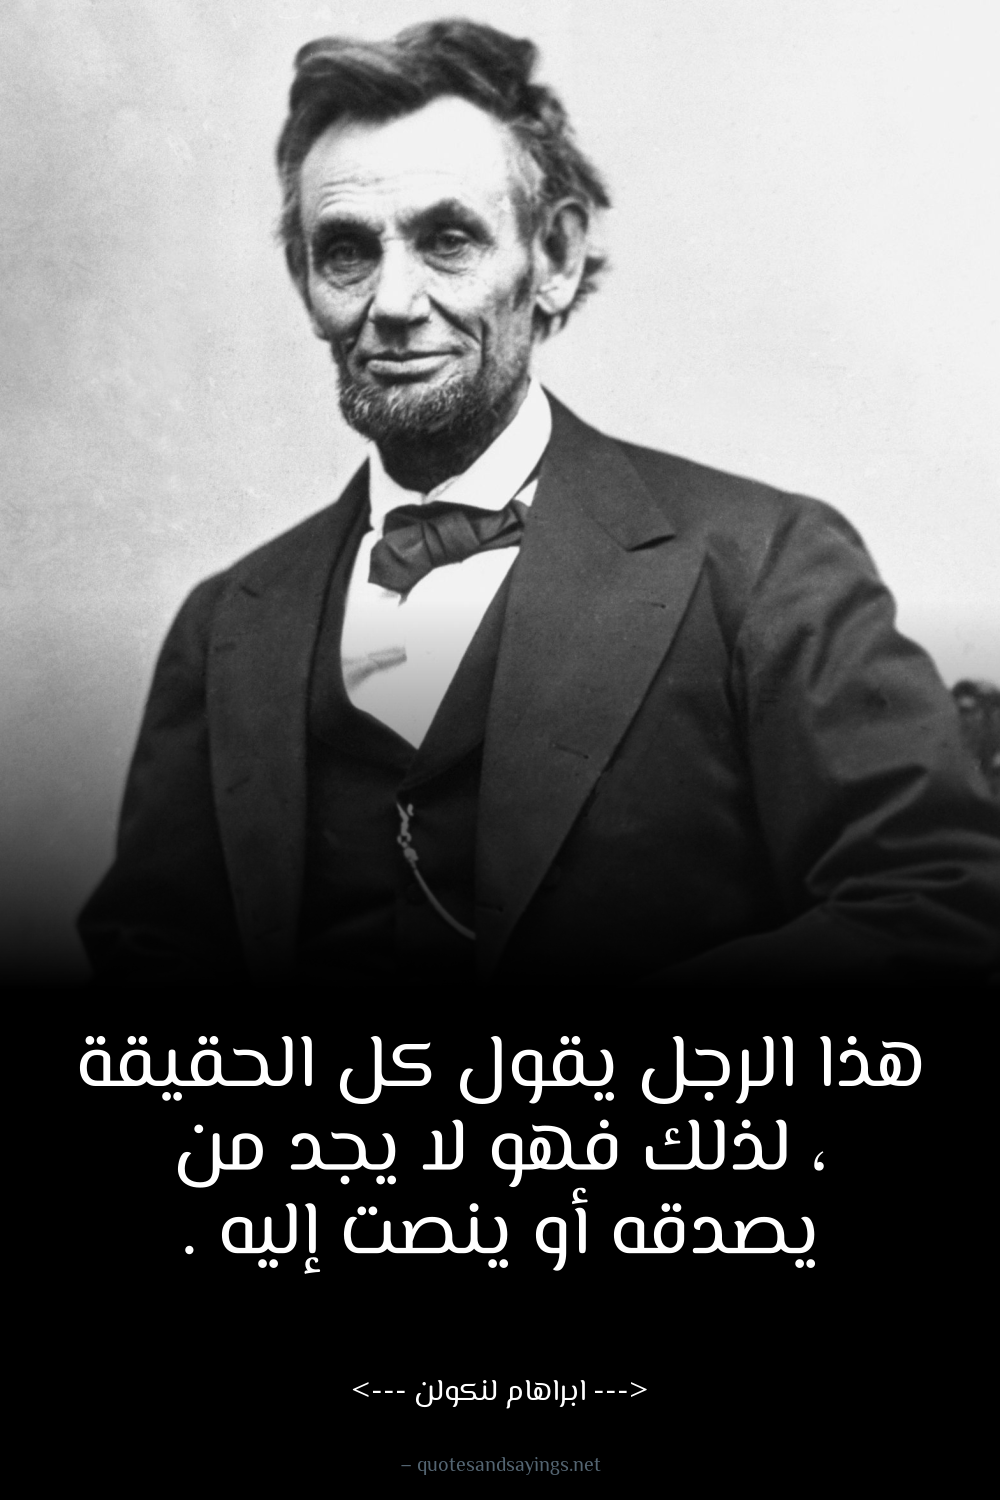 هذا الرجل يقول كل الحقيقة
، لذلك فهو لا يجد من
يصدقه أو ينصت إليه .
<--- ابراهام لنكولن --->
– quotesandsayings.net